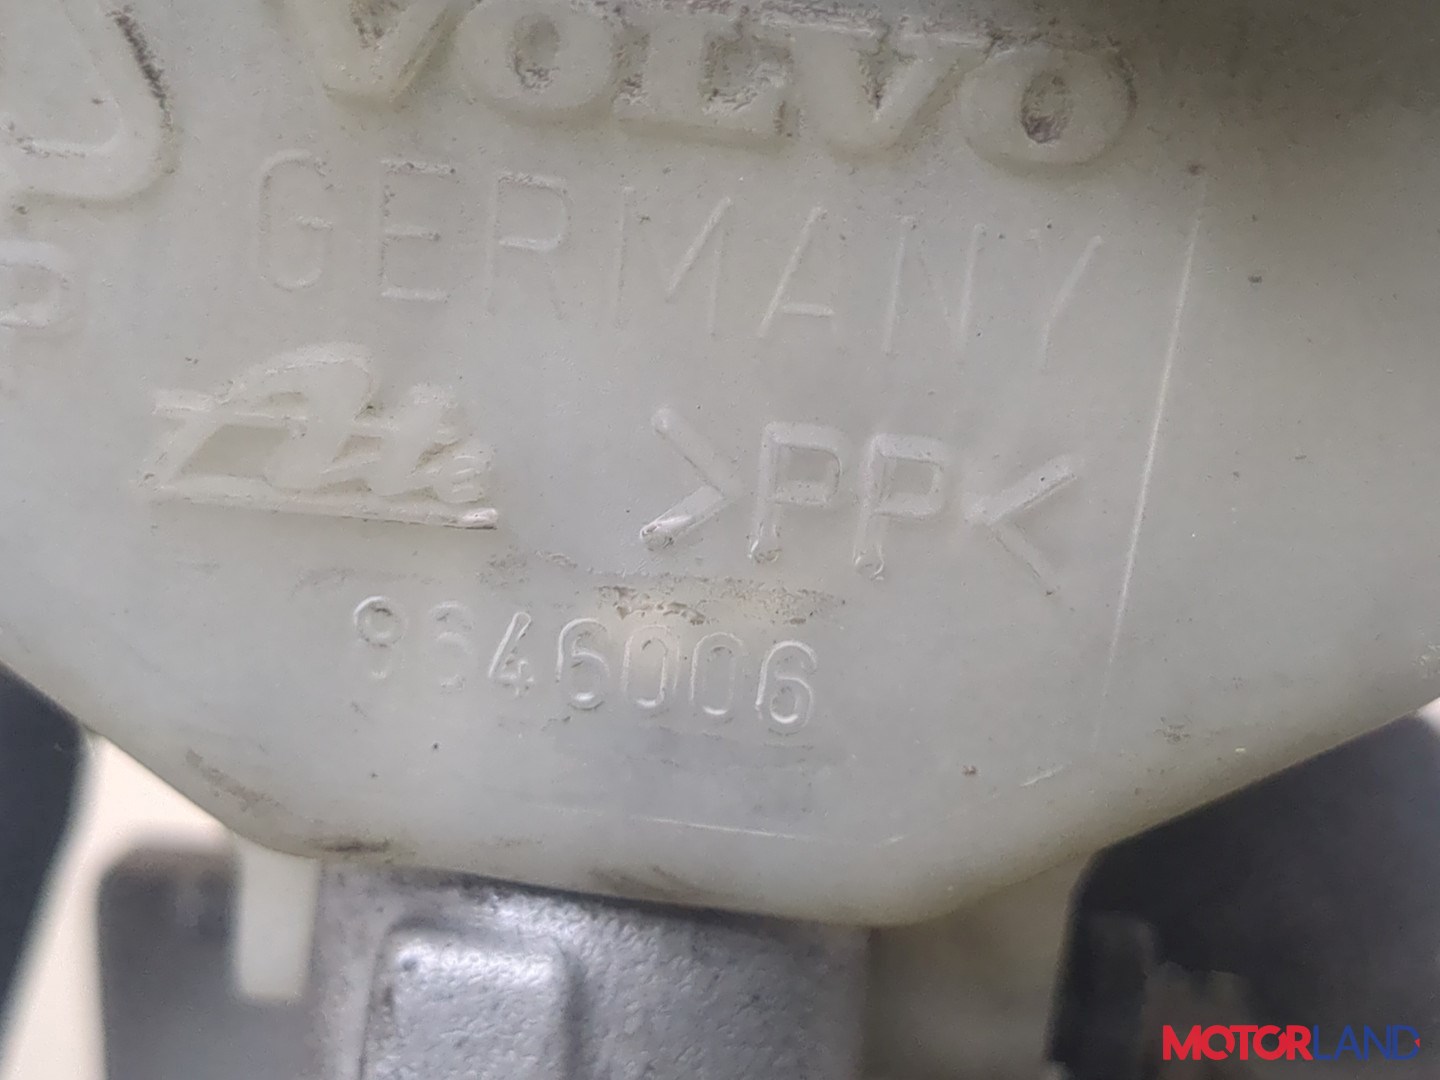 VOLVO
GERMANY
Ate >PP<
9646006
MOTORLAND